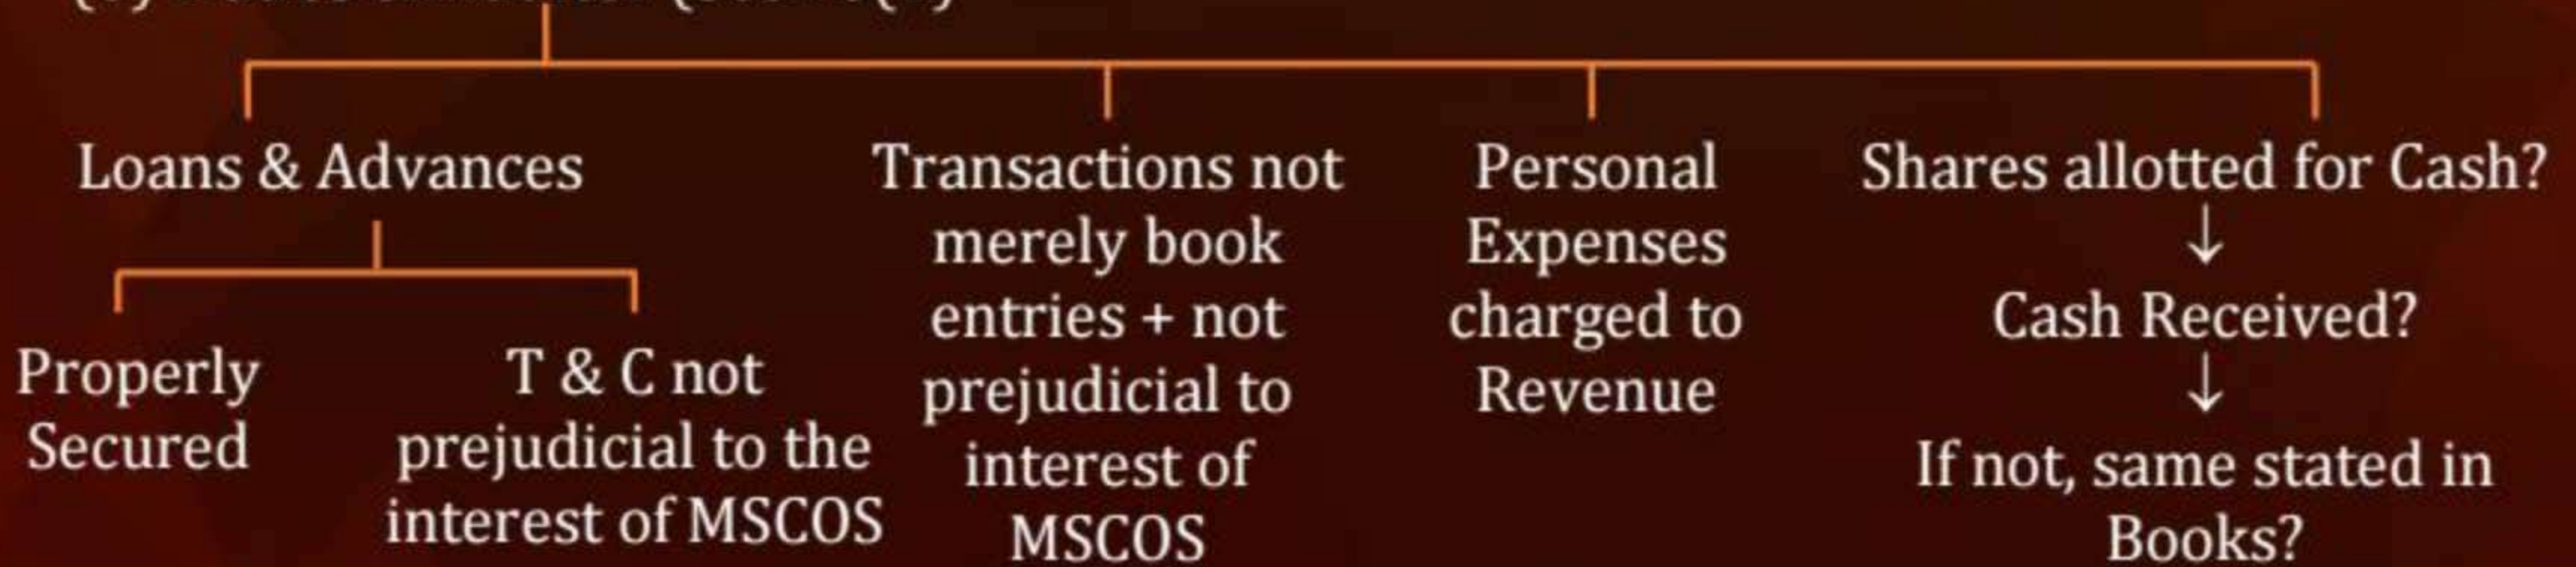 Loans & Advances
Properly
Secured
T & C not
prejudicial to the
interest of MSCOS
Transactions not
merely book
entries + not
prejudicial to
interest of
MSCOS
Personal
Expenses
charged to
Revenue
Shares allotted for Cash?
↓
Cash Received?
↓
If not, same stated in
Books?